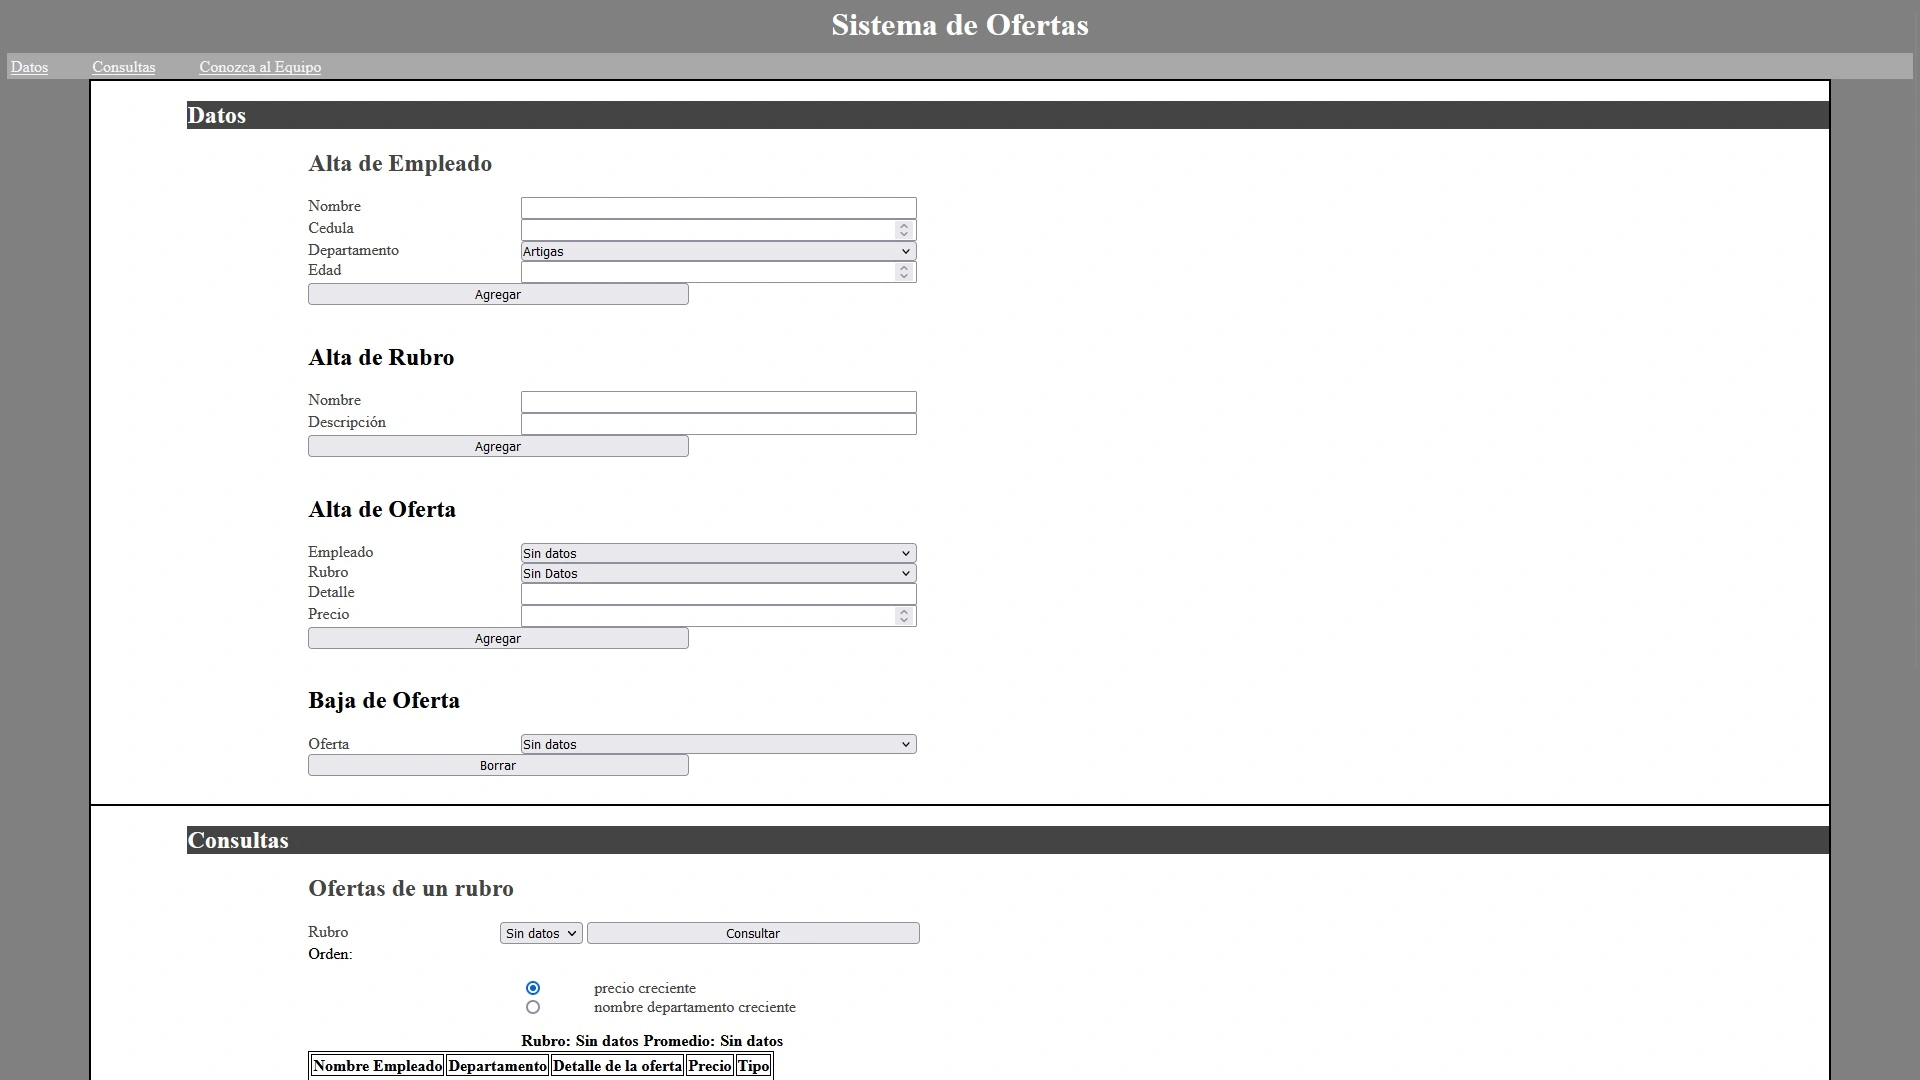 Sistema de Ofertas
Datos Consultas Conozca al Equipo
Datos
Alta de Empleado
Nombre
Cedula
Departamento Artigas
Edad
Agregar
Alta de Rubro
Nombre
Descripción
Agregar
Alta de Oferta
Empleado Sin datos
Rubro Sin Datos
Detalle
Precio
Agregar
Baja de Oferta
Oferta Sin datos
Borrar
Consultas
Ofertas de un rubro
Rubro Sin datos Consultar
Orden:
precio creciente
nombre departamento creciente
Rubro: Sin datos Promedio: Sin datos
Nombre Empleado Departamento Detalle de la oferta Precio Tipo